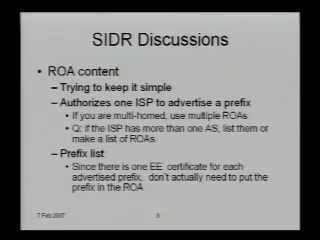 SIDR Discussions
• ROA content
– Trying to keep it simple
– Authorizes one ISP to advertise a prefix
• If you are multi-homed, use multiple ROAs
• Q: if the ISP has more than one AS, list them or
make a list of ROAs
– Prefix list
• Since there is one EE certificate for each
advertised prefix, don't actually need to put the
prefix in the ROA
7 Feb 2007